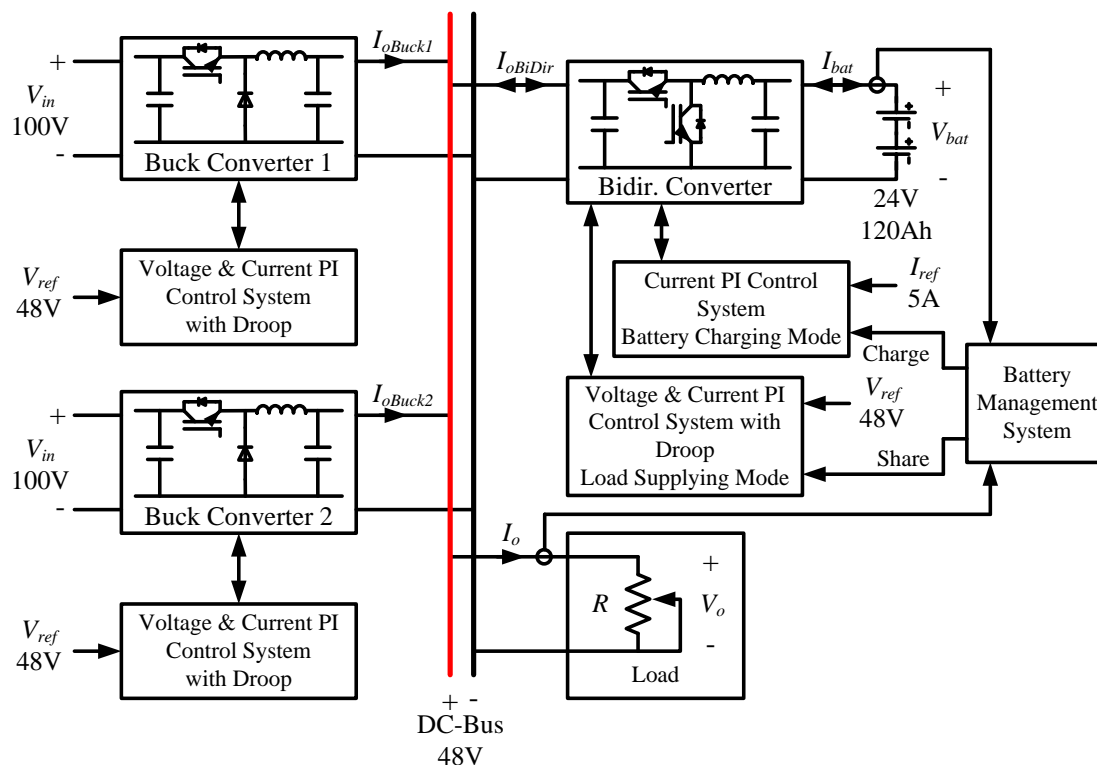 +
V_in
100V
-
Buck Converter 1
I_oBuck1
V_ref
48V
Voltage & Current PI
Control System
with Droop
+
V_in
100V
-
Buck Converter 2
I_oBuck2
V_ref
48V
Voltage & Current PI
Control System
with Droop
+ -
DC-Bus
48V
I_oBiDir
Bidir. Converter
I_bat
+
V_bat
-
24V
120Ah
Current PI Control
System
Battery Charging Mode
I_ref
5A
Charge
Voltage & Current PI
Control System with
Droop
Load Supplying Mode
V_ref
48V
Share
Battery
Management
System
I_o
R
+
V_o
-
Load